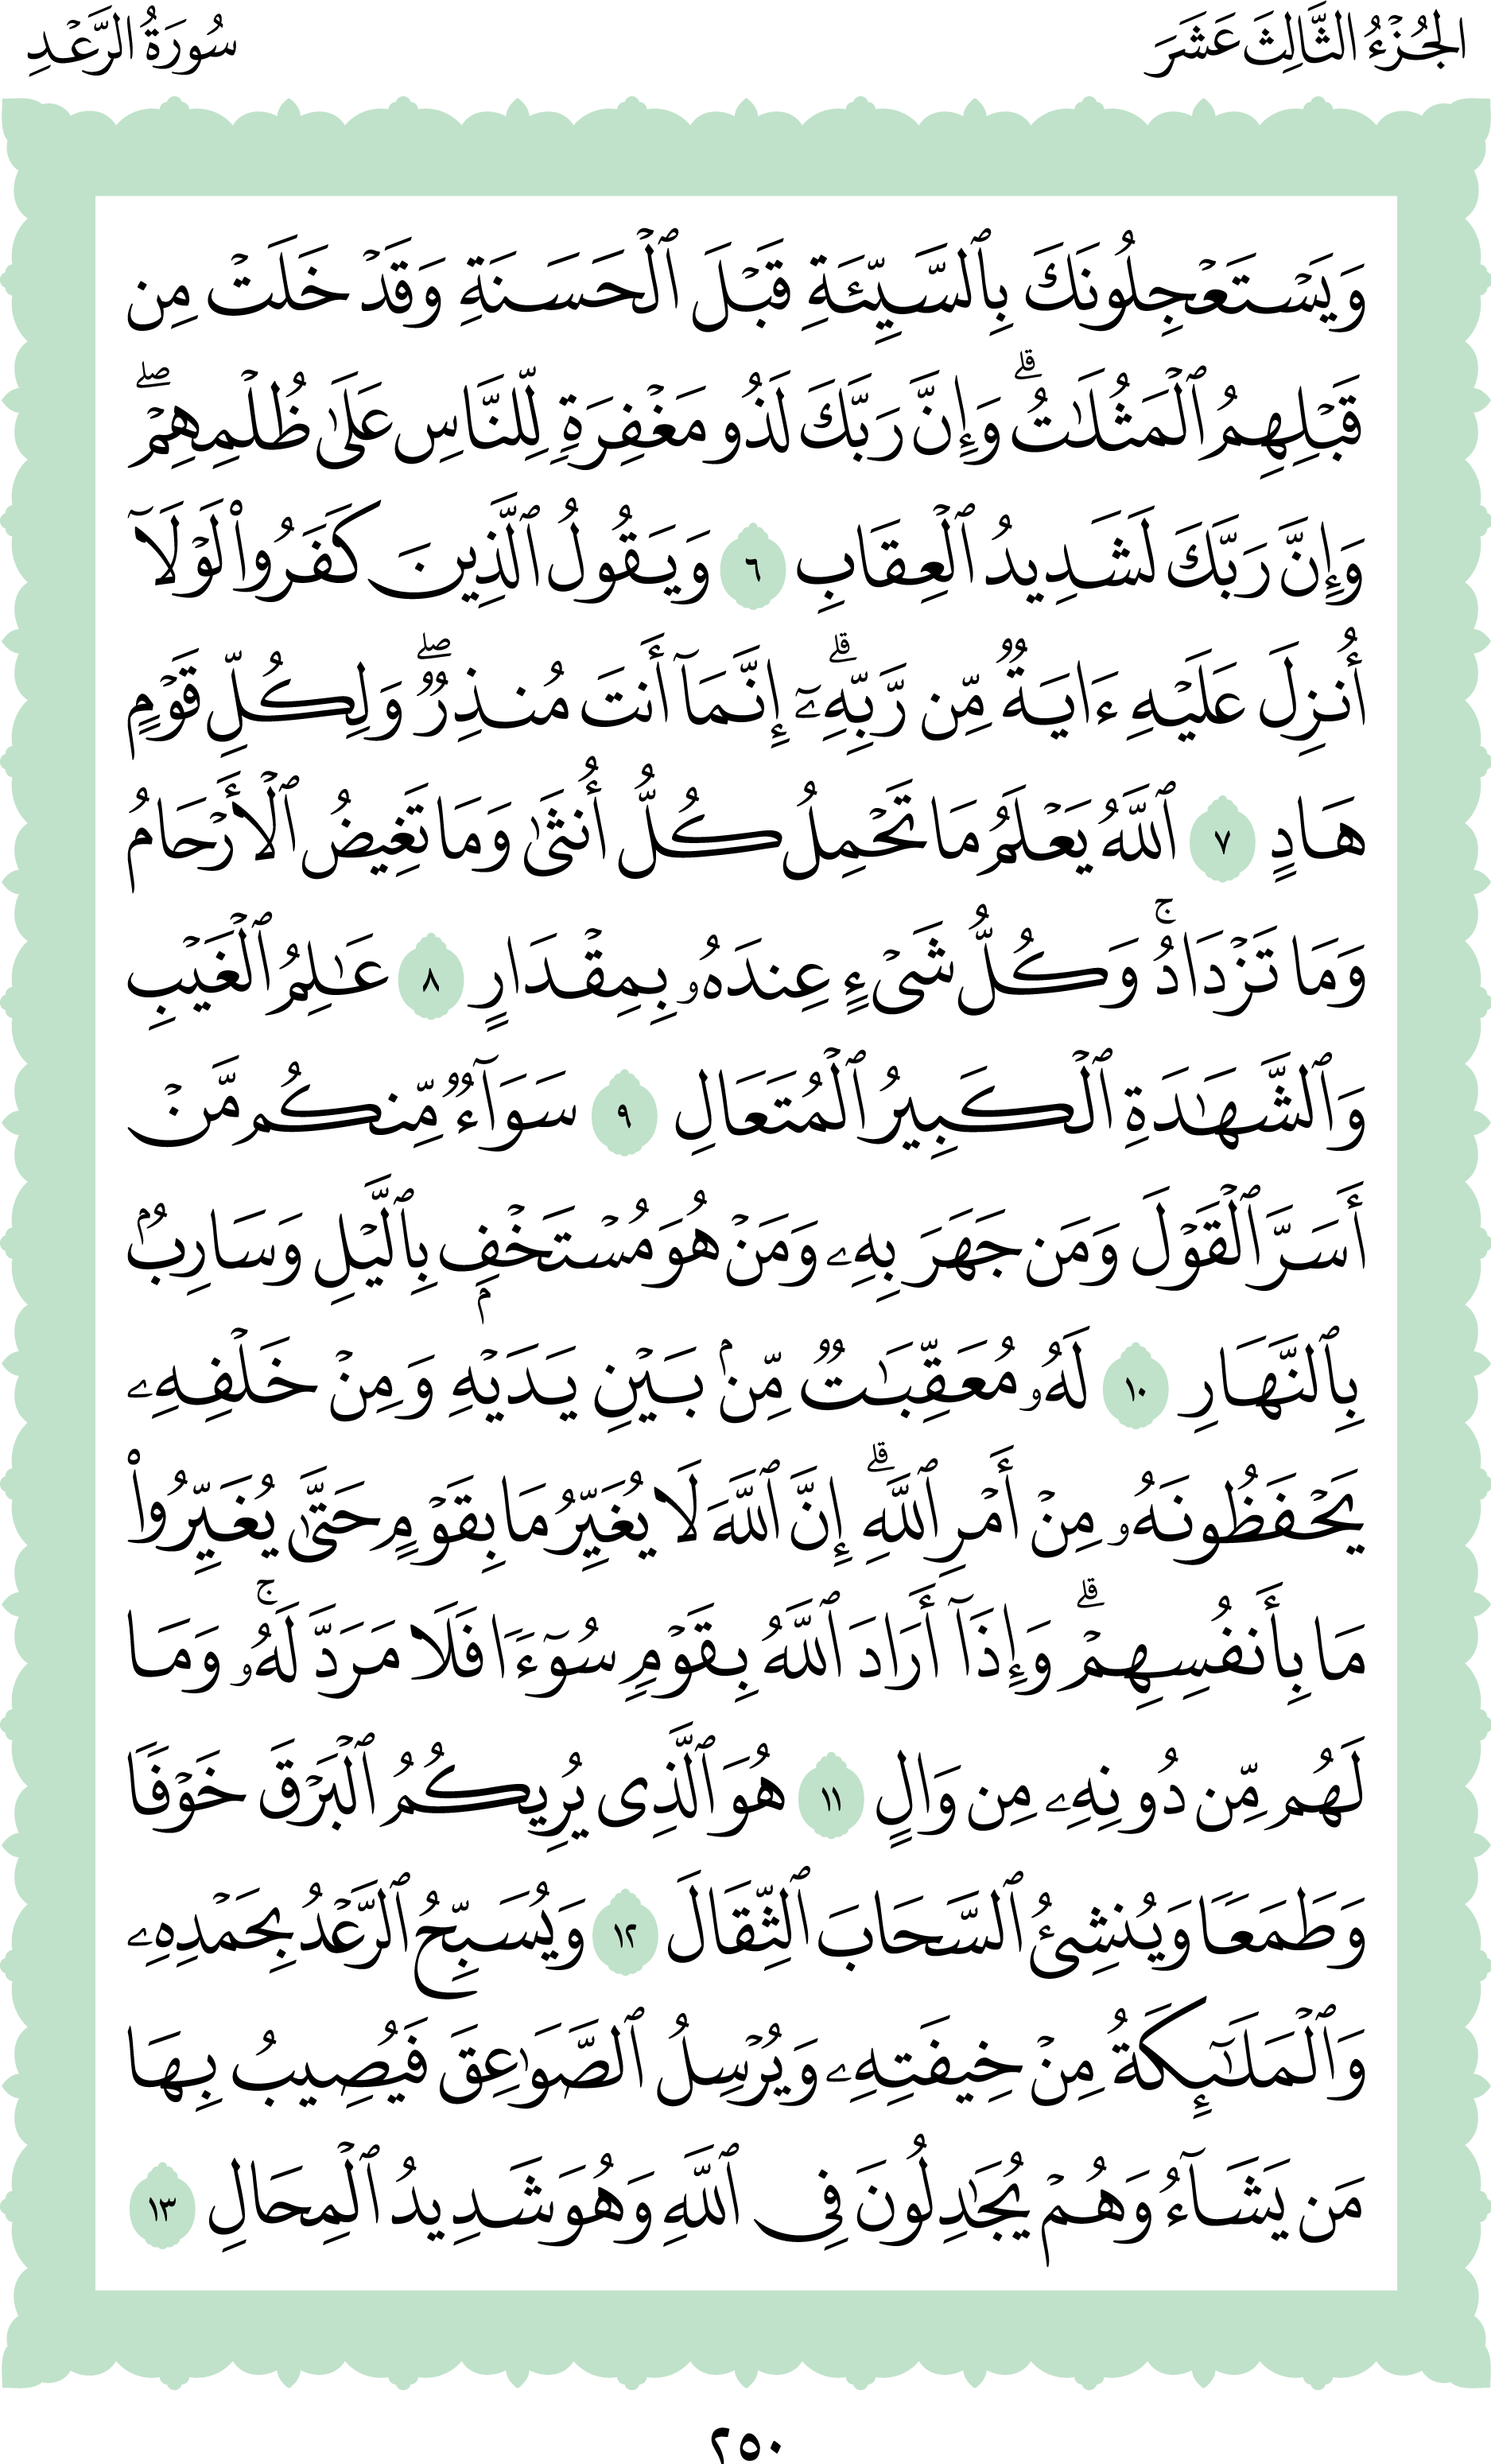 الجُزْءُ الثَّالِثَ عَشَرَ
سُورَةُ الرَّعْدِ
وَيَسۡتَعۡجِلُونَكَ بِٱلسَّيِّئَةِ قَبۡلَ ٱلۡحَسَنَةِ وَقَدۡ خَلَتۡ مِن
قَبۡلِهِمُ ٱلۡمَثُلَٰتُۗ وَإِنَّ رَبَّكَ لَذُو مَغۡفِرَةٖ لِّلنَّاسِ عَلَىٰ ظُلۡمِهِمۡۖ
وَإِنَّ رَبَّكَ لَشَدِيدُ ٱلۡعِقَابِ ٦ وَيَقُولُ ٱلَّذِينَ كَفَرُواْ لَوۡلَآ
أُنزِلَ عَلَيۡهِ ءَايَةٞ مِّن رَّبِّهِۦٓۗ إِنَّمَآ أَنتَ مُنذِرٞۖ وَلِكُلِّ قَوۡمٍ
هَادٍ ٧ ٱللَّهُ يَعۡلَمُ مَا تَحۡمِلُ كُلُّ أُنثَىٰ وَمَا تَغِيضُ ٱلۡأَرۡحَامُ
وَمَا تَزۡدَادُۚ وَكُلُّ شَيۡءٍ عِندَهُۥ بِمِقۡدَارٍ ٨ عَٰلِمُ ٱلۡغَيۡبِ
وَٱلشَّهَٰدَةِ ٱلۡكَبِيرُ ٱلۡمُتَعَالِ ٩ سَوَآءٞ مِّنكُم مَّنۡ
أَسَرَّ ٱلۡقَوۡلَ وَمَن جَهَرَ بِهِۦ وَمَنۡ هُوَ مُسۡتَخۡفِۭ بِٱلَّيۡلِ وَسَارِبُۢ
بِٱلنَّهَارِ ١٠ لَهُۥ مُعَقِّبَٰتٞ مِّنۢ بَيۡنِ يَدَيۡهِ وَمِنۡ خَلۡفِهِۦ
يَحۡفَظُونَهُۥ مِنۡ أَمۡرِ ٱللَّهِۗ إِنَّ ٱللَّهَ لَا يُغَيِّرُ مَا بِقَوۡمٍ حَتَّىٰ يُغَيِّرُواْ
مَا بِأَنفُسِهِمۡۗ وَإِذَآ أَرَادَ ٱللَّهُ بِقَوۡمٖ سُوٓءٗا فَلَا مَرَدَّ لَهُۥۚ وَمَا
لَهُم مِّن دُونِهِۦ مِن وَالٍ ١١ هُوَ ٱلَّذِي يُرِيكُمُ ٱلۡبَرۡقَ خَوۡفٗا
وَطَمَعٗا وَيُنشِئُ ٱلسَّحَابَ ٱلثِّقَالَ ١٢ وَيُسَبِّحُ ٱلرَّعۡدُ بِحَمۡدِهِۦ
وَٱلۡمَلَٰٓئِكَةُ مِنۡ خِيفَتِهِۦ وَيُرۡسِلُ ٱلصَّوَٰعِقَ فَيُصِيبُ بِهَا
مَن يَشَآءُ وَهُمۡ يُجَٰدِلُونَ فِي ٱللَّهِ وَهُوَ شَدِيدُ ٱلۡمِحَالِ ١٣
٢٥٠